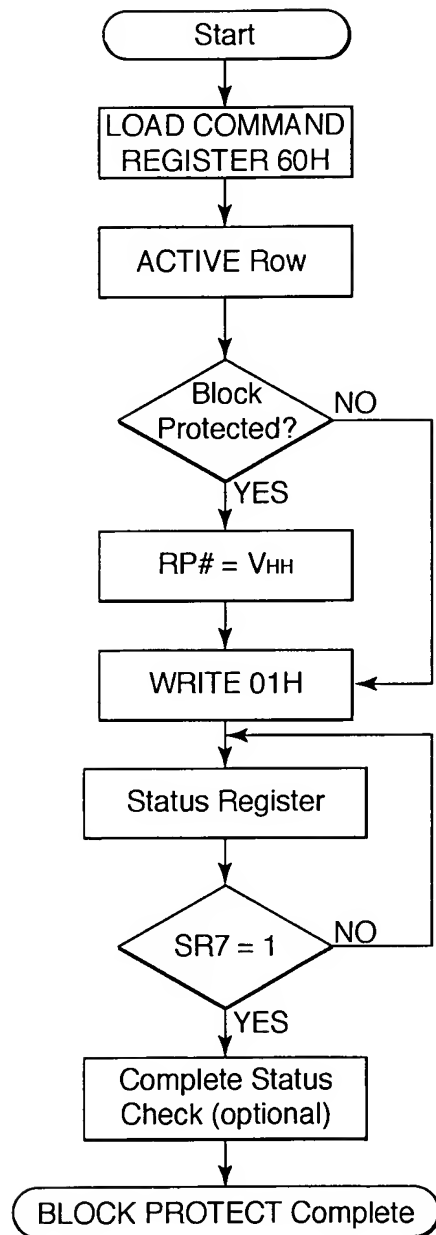 Start
LOAD COMMAND
REGISTER 60H
ACTIVE Row
Block
Protected?
NO
YES
RP# = VHH
WRITE 01H
Status Register
SR7 = 1
NO
YES
Complete Status
Check (optional)
BLOCK PROTECT Complete